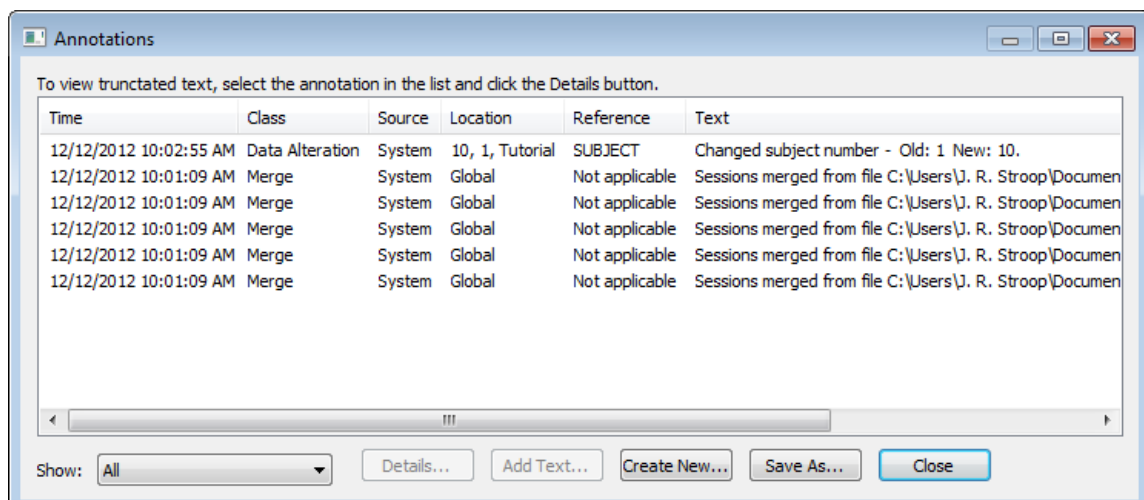 Annotations
To view trunctated text, select the annotation in the list and click the Details button.
Time Class Source Location Reference Text
12/12/2012 10:02:55 AM Data Alteration System 10, 1, Tutorial SUBJECT Changed subject number - Old: 1 New: 10.
12/12/2012 10:01:09 AM Merge System Global Not applicable Sessions merged from file C:\Users\J. R. Stroop\Documen
12/12/2012 10:01:09 AM Merge System Global Not applicable Sessions merged from file C:\Users\J. R. Stroop\Documen
12/12/2012 10:01:09 AM Merge System Global Not applicable Sessions merged from file C:\Users\J. R. Stroop\Documen
12/12/2012 10:01:09 AM Merge System Global Not applicable Sessions merged from file C:\Users\J. R. Stroop\Documen
12/12/2012 10:01:09 AM Merge System Global Not applicable Sessions merged from file C:\Users\J. R. Stroop\Documen
Show: All Details... Add Text... Create New... Save As... Close